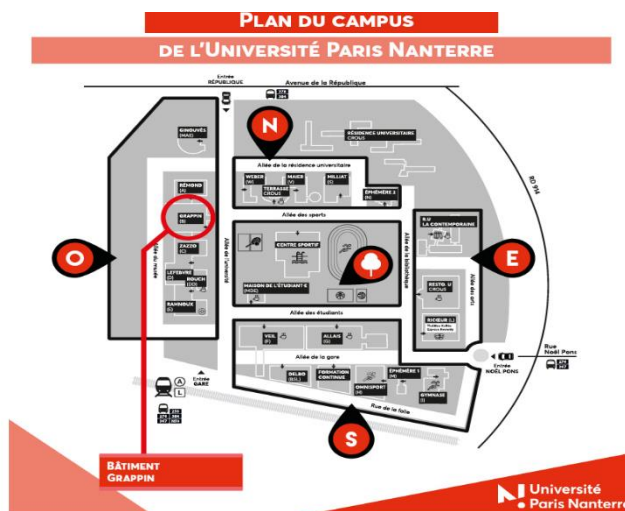 PLAN DU CAMPUS
DE L'UNIVERSITÉ PARIS NANTERRE
Entrée
RÉPUBLIQUE
Avenue de la République
GINOUVÈS
(MAE)
N
RÉSIDENCE UNIVERSITAIRE
CROUS
RD 914
Allée de la résidence universitaire
RÉMOND
(A)
WEBER
(W)
MAIER
(V)
MILLIAT
(S)
TERRASSE
CROUS
ÉPHÉMÈRE 2
(N)
GRAPPIN
(B)
Allée des sports
B.U
LA CONTEMPORAINE
ZAZZO
(C)
Allée de l'université
CENTRE SPORTIF
Allée de la bibliothèque
O
E
Allée du musée
LEFEBVRE
(D)
ROUCH
(DD)
MAISON DE L'ÉTUDIANT·E
(MDE)
RESTO. U
CROUS
Allée des arts
RAMNOUX
(E)
Allée des étudiants
RICŒUR (L)
VEIL
(F)
ALLAIS
(G)
Rue
Noël Pons
Allée de la gare
Entrée
NOËL PONS
Entrée
GARE
DELBO
(BSL)
FORMATION
CONTINUE
OMNISPORT
(H)
ÉPHÉMÈRE 1
(M)
GYMNASE
(I)
A
L
Rue de la folie
S
BÂTIMENT
GRAPPIN
Université
Paris Nanterre